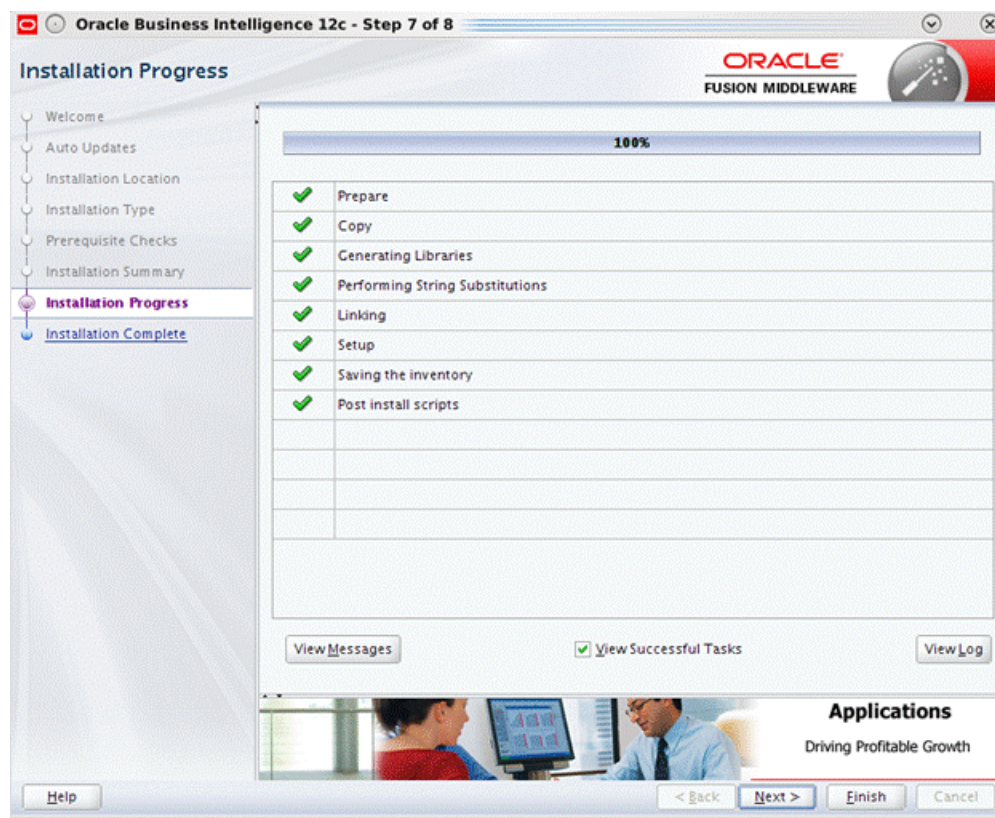 Oracle Business Intelligence 12c - Step 7 of 8
Installation Progress
ORACLE
FUSION MIDDLEWARE
Welcome
Auto Updates
Installation Location
Installation Type
Prerequisite Checks
Installation Summary
Installation Progress
Installation Complete
100%
Prepare
Copy
Generating Libraries
Performing String Substitutions
Linking
Setup
Saving the inventory
Post install scripts
View Messages
View Successful Tasks
View Log
Applications
Driving Profitable Growth
Help
< Back
Next >
Finish
Cancel